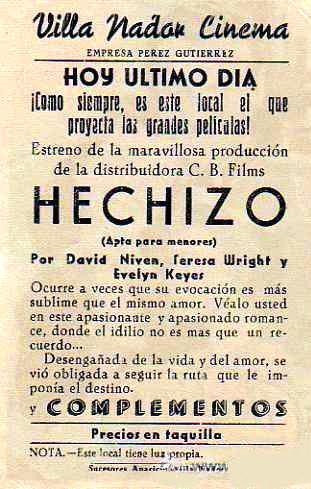 Villa Nador Cinema
EMPRESA PEREZ GUTIERREZ
HOY ULTIMO DIA
¡Como siempre, es este local el que
proyecta las grandes películas!
Estreno de la maravillosa producción
de la distribuidora C. B. Films
HECHIZO
(Apta para menores)
Por David Niven, Teresa Wright y
Evelyn Keyes
Ocurre a veces que su evocación es más
sublime que el mismo amor. Véalo usted
en este apasionante y apasionado roman-
ce, donde el idilio no es mas que un re-
cuerdo...
Desengañada de la vida y del amor, se
vió obligada a seguir la ruta que le im-
ponía el destino.
y COMPLEMENTOS
Precios en taquilla
NOTA.—Este local tiene luz propia.